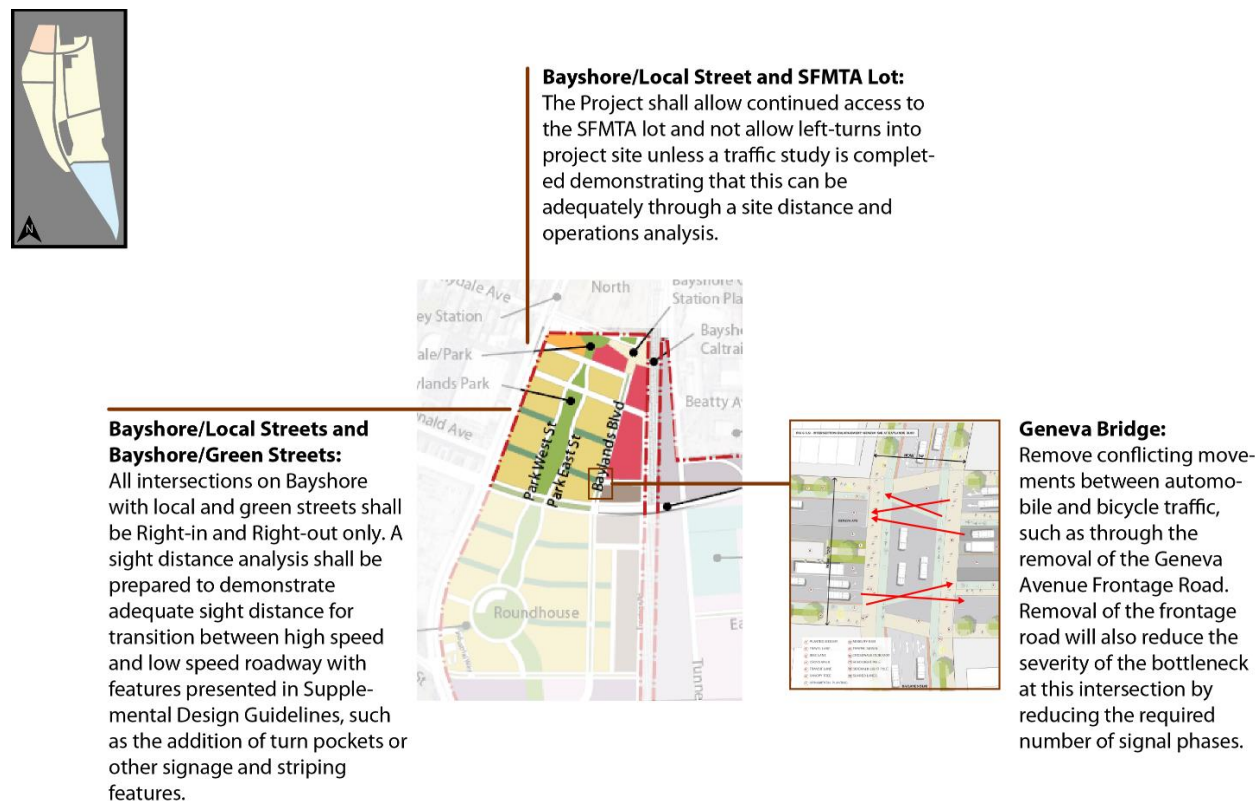 N
Bayshore/Local Street and SFMTA Lot:
The Project shall allow continued access to
the SFMTA lot and not allow left-turns into
project site unless a traffic study is complet-
ed demonstrating that this can be
adequately through a site distance and
operations analysis.
North
Station Pla
ey Station
Caltrai
ale/Park
ylands Park
Beatty Av
nald Ave
Park West St
Park East St
Baylands Blvd
Roundhouse
Tunne
Bayshore/Local Streets and
Bayshore/Green Streets:
All intersections on Bayshore
with local and green streets shall
be Right-in and Right-out only. A
sight distance analysis shall be
prepared to demonstrate
adequate sight distance for
transition between high speed
and low speed roadway with
features presented in Supple-
mental Design Guidelines, such
as the addition of turn pockets or
other signage and striping
features.
Geneva Bridge:
Remove conflicting move-
ments between automo-
bile and bicycle traffic,
such as through the
removal of the Geneva
Avenue Frontage Road.
Removal of the frontage
road will also reduce the
severity of the bottleneck
at this intersection by
reducing the required
number of signal phases.